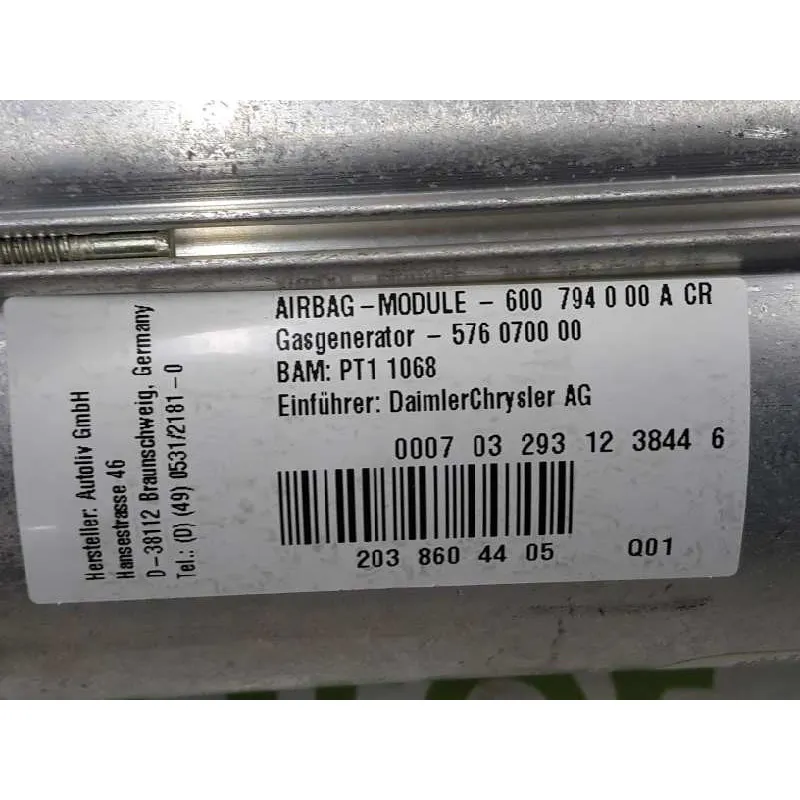 AIRBAG-MODULE - 600 794 0 00 A CR
Gasgenerator - 576 0700 00
BAM: PT1 1068
Einführer: DaimlerChrysler AG
0007 03 293 12 3844 6
203 860 44 05 Q01
Hersteller: Autoliv GmbH
Hansestrasse 46
D-38112 Braunschweig, Germany
Tel.: (0) (49) 0531/2181-0